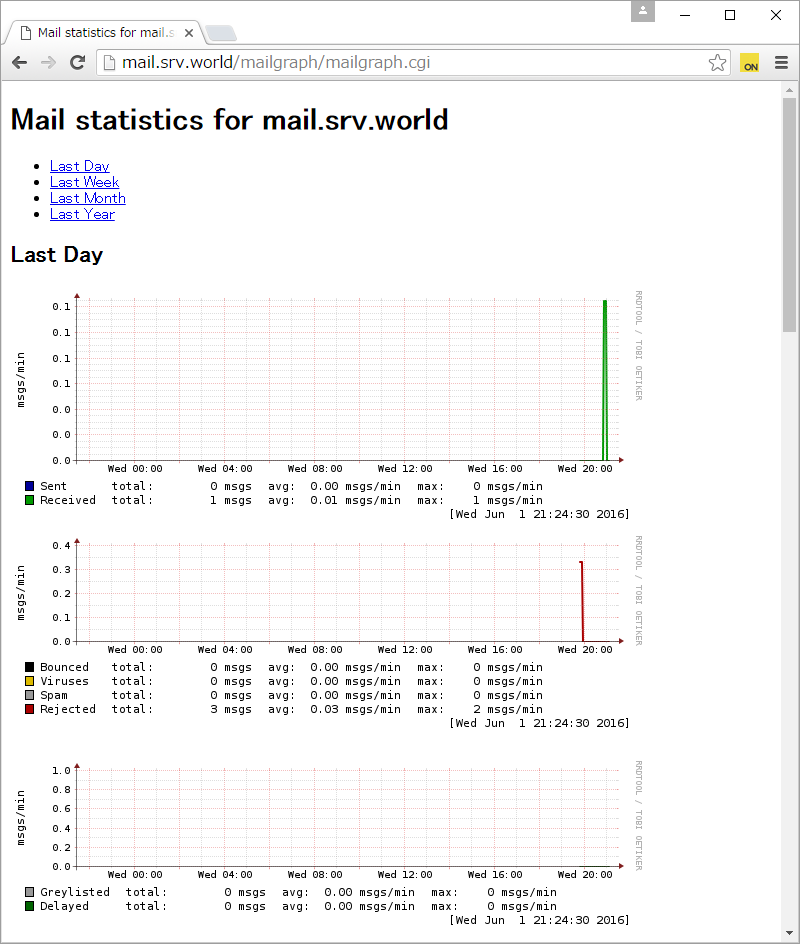 Mail statistics for mail.s
mail.srv.world/mailgraph/mailgraph.cgi
ON
Mail statistics for mail.srv.world
Last Day
Last Week
Last Month
Last Year
Last Day
msgs/min
0.1
0.1
0.1
0.1
0.0
0.0
0.0
Wed 00:00 Wed 04:00 Wed 08:00 Wed 12:00 Wed 16:00 Wed 20:00
RRDTOOL / TOBI OETIKER
Sent total: 0 msgs avg: 0.00 msgs/min max: 0 msgs/min
Received total: 1 msgs avg: 0.01 msgs/min max: 1 msgs/min
[Wed Jun 1 21:24:30 2016]
msgs/min
0.4
0.3
0.2
0.1
0.0
Wed 00:00 Wed 04:00 Wed 08:00 Wed 12:00 Wed 16:00 Wed 20:00
RRDTOOL / TOBI OETIKER
Bounced total: 0 msgs avg: 0.00 msgs/min max: 0 msgs/min
Viruses total: 0 msgs avg: 0.00 msgs/min max: 0 msgs/min
Spam total: 0 msgs avg: 0.00 msgs/min max: 0 msgs/min
Rejected total: 3 msgs avg: 0.03 msgs/min max: 2 msgs/min
[Wed Jun 1 21:24:30 2016]
msgs/min
1.0
0.8
0.6
0.4
0.2
0.0
Wed 00:00 Wed 04:00 Wed 08:00 Wed 12:00 Wed 16:00 Wed 20:00
RRDTOOL / TOBI OETIKER
Greylisted total: 0 msgs avg: 0.00 msgs/min max: 0 msgs/min
Delayed total: 0 msgs avg: 0.00 msgs/min max: 0 msgs/min
[Wed Jun 1 21:24:30 2016]